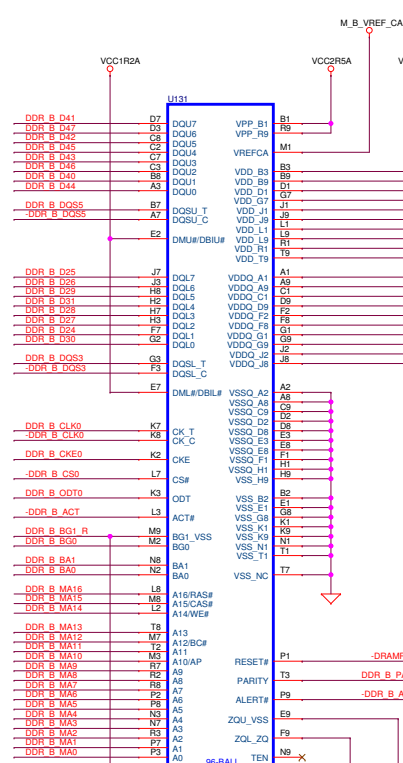 M_B_VREF_CA
VCC1R2A VCC2R5A
U131
DDR_B_D41 D7 DQU7 VPP_B1 B1
DDR_B_D47 D3 DQU6 VPP_R9 R9
DDR_B_D42 C8 DQU5
DDR_B_D45 C2 DQU4 VREFCA M1
DDR_B_D43 C7 DQU3
DDR_B_D46 C3 DQU2 VDD_B3 B3
DDR_B_D40 B8 DQU1 VDD_B9 B9
DDR_B_D44 A3 DQU0 VDD_D1 D1
VDD_G7 G7
DDR_B_DQS5 B7 DQSU_T VDD_J1 J1
-DDR_B_DQS5 A7 DQSU_C VDD_J9 J9
VDD_L1 L1
E2 DMU#/DBIU# VDD_L9 L9
VDD_R1 R1
VDD_T9 T9
DDR_B_D25 J7 DQL7 VDDQ_A1 A1
DDR_B_D26 J3 DQL6 VDDQ_A9 A9
DDR_B_D29 H8 DQL5 VDDQ_C1 C1
DDR_B_D31 H2 DQL4 VDDQ_D9 D9
DDR_B_D28 H7 DQL3 VDDQ_F2 F2
DDR_B_D27 H3 DQL2 VDDQ_F8 F8
DDR_B_D24 F7 DQL1 VDDQ_G1 G1
DDR_B_D30 G2 DQL0 VDDQ_G9 G9
VDDQ_J2 J2
DDR_B_DQS3 G3 DQSL_T VDDQ_J8 J8
-DDR_B_DQS3 F3 DQSL_C
E7 DML#/DBIL# VSSQ_A2 A2
VSSQ_A8 A8
VSSQ_C9 C9
VSSQ_D2 D2
DDR_B_CLK0 K7 CK_T VSSQ_D8 D8
-DDR_B_CLK0 K8 CK_C VSSQ_E3 E3
VSSQ_E8 E8
DDR_B_CKE0 K2 CKE VSSQ_F1 F1
VSSQ_H1 H1
-DDR_B_CS0 L7 CS# VSS_H9 H9
DDR_B_ODT0 K3 ODT VSS_B2 B2
VSS_E1 E1
-DDR_B_ACT L3 ACT# VSS_G8 G8
VSS_K1 K1
DDR_B_BG1_R M9 BG1_VSS VSS_K9 K9
DDR_B_BG0 M2 BG0 VSS_N1 N1
VSS_T1 T1
DDR_B_BA1 N8 BA1
DDR_B_BA0 N2 BA0 VSS_NC T7
DDR_B_MA16 L8 A16/RAS#
DDR_B_MA15 M8 A15/CAS#
DDR_B_MA14 L2 A14/WE#
DDR_B_MA13 T8 A13
DDR_B_MA12 M7 A12/BC#
DDR_B_MA11 T2 A11
DDR_B_MA10 M3 A10/AP RESET# P1
DDR_B_MA9 R7 A9
DDR_B_MA8 R2 A8 PARITY T3
DDR_B_MA7 R8 A7
DDR_B_MA6 P2 A6 ALERT# P9
DDR_B_MA5 P8 A5
DDR_B_MA4 N3 A4 ZQU_VSS E9
DDR_B_MA3 N7 A3
DDR_B_MA2 R3 A2 ZQL_ZQ F9
DDR_B_MA1 P7 A1
DDR_B_MA0 P3 A0 TEN N9